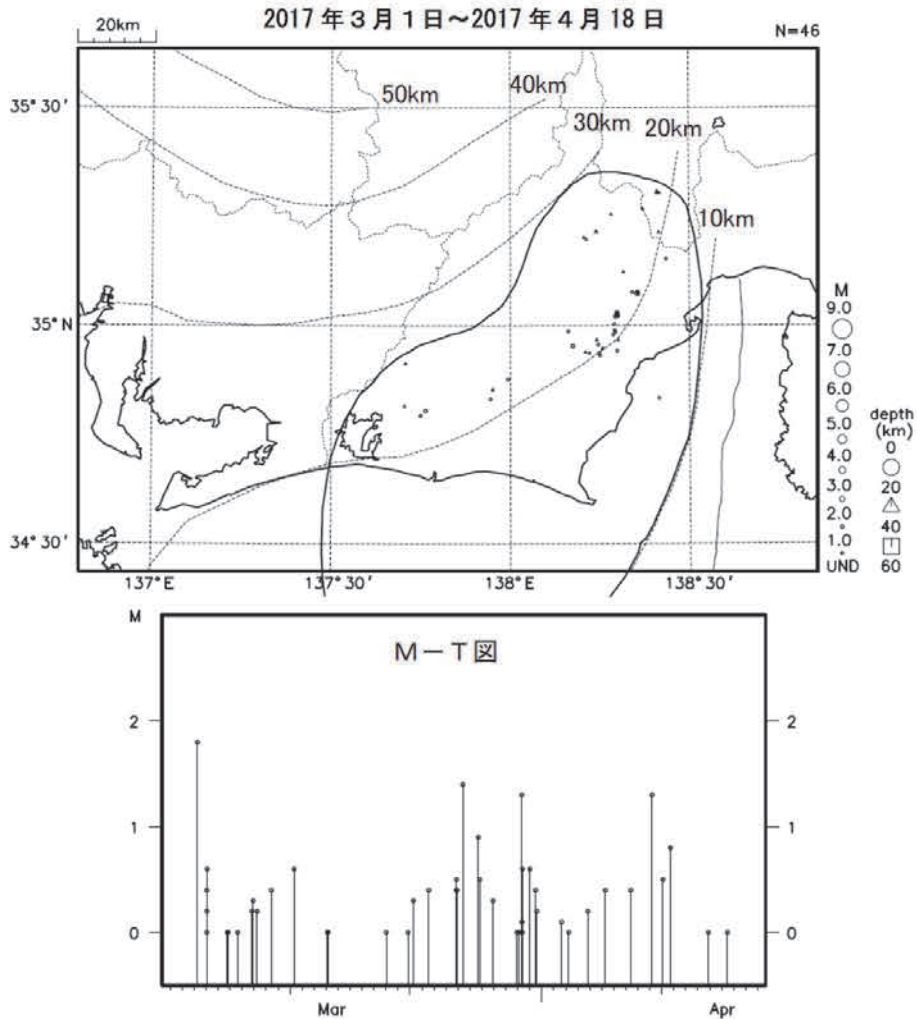 2017年3月1日～2017年4月18日
20km
N=46
50km
40km
30km
20km
10km
35°30′
35°N
34°30′
137°E
137°30′
138°E
138°30′
M
9.0
7.0
6.0
5.0
4.0
3.0
2.0
1.0
UND
depth
(km)
0
20
40
60
M
M－T図
2
1
0
2
1
0
Mar
Apr